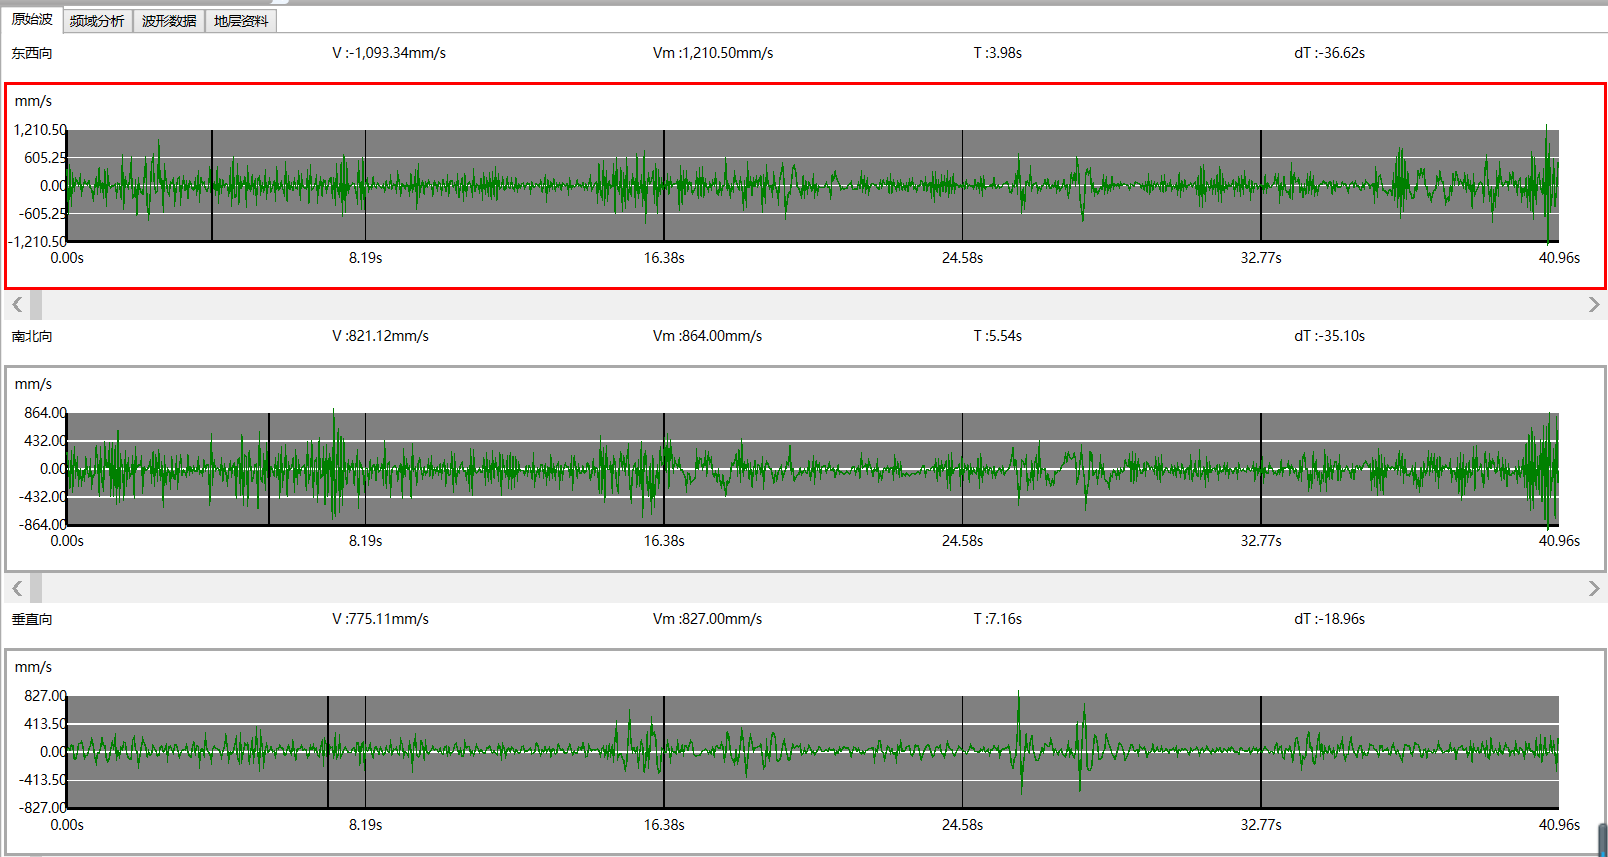 原始波 频域分析 波形数据 地层资料
东西向 V :-1,093.34mm/s Vm :1,210.50mm/s T :3.98s dT :-36.62s
mm/s
1,210.50
605.25
0.00
-605.25
-1,210.50
0.00s 8.19s 16.38s 24.58s 32.77s 40.96s
南北向 V :821.12mm/s Vm :864.00mm/s T :5.54s dT :-35.10s
mm/s
864.00
432.00
0.00
-432.00
-864.00
0.00s 8.19s 16.38s 24.58s 32.77s 40.96s
垂直向 V :775.11mm/s Vm :827.00mm/s T :7.16s dT :-18.96s
mm/s
827.00
413.50
0.00
-413.50
-827.00
0.00s 8.19s 16.38s 24.58s 32.77s 40.96s